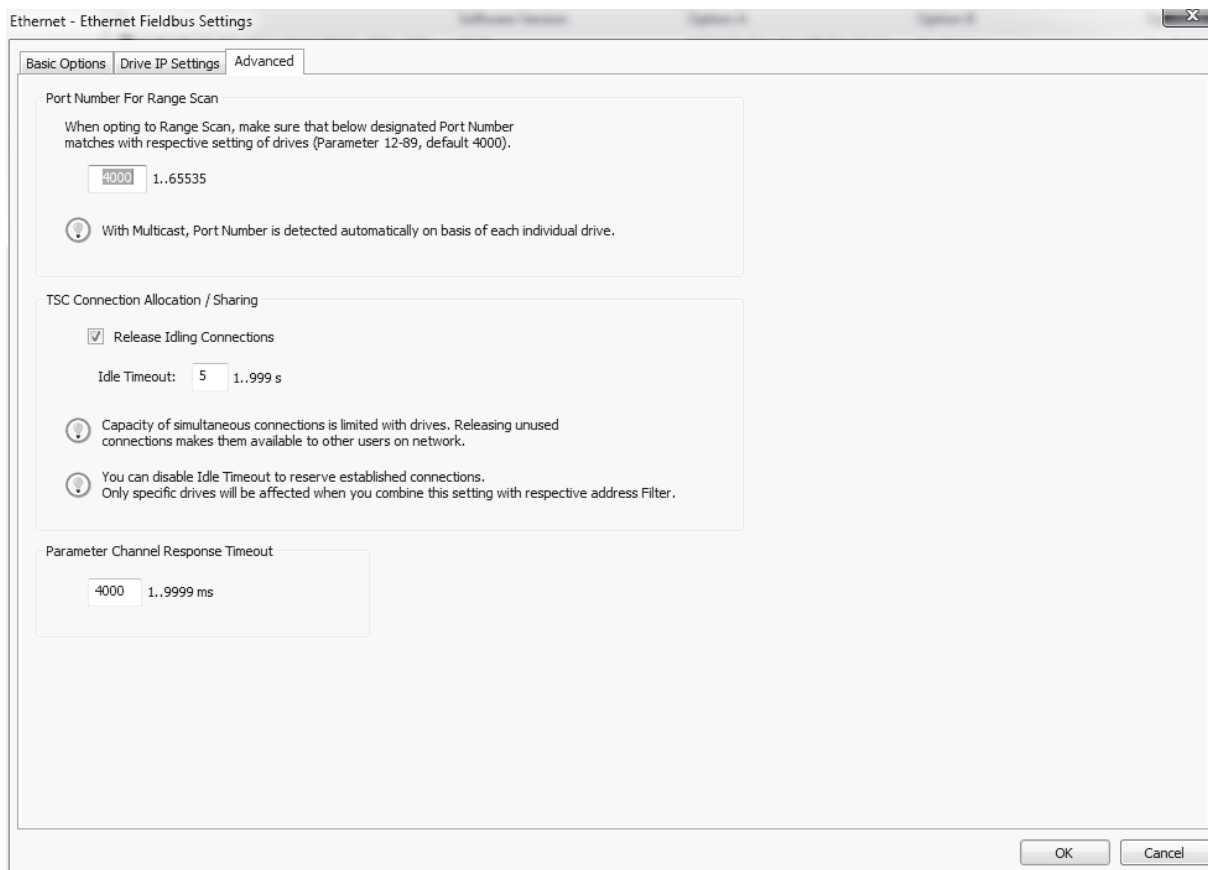 Ethernet - Ethernet Fieldbus Settings
Software Version Option A Option B
X
Basic Options Drive IP Settings Advanced
Port Number For Range Scan
When opting to Range Scan, make sure that below designated Port Number
matches with respective setting of drives (Parameter 12-89, default 4000).
4000 1..65535
With Multicast, Port Number is detected automatically on basis of each individual drive.
TSC Connection Allocation / Sharing
Release Idling Connections
Idle Timeout: 5 1..999 s
Capacity of simultaneous connections is limited with drives. Releasing unused
connections makes them available to other users on network.
You can disable Idle Timeout to reserve established connections.
Only specific drives will be affected when you combine this setting with respective address Filter.
Parameter Channel Response Timeout
4000 1..9999 ms
OK Cancel